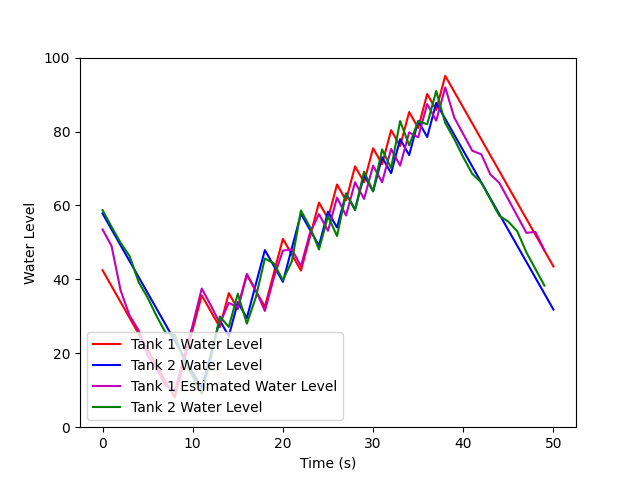 100
80
60
40
20
0
Water Level
Tank 1 Water Level
Tank 2 Water Level
Tank 1 Estimated Water Level
Tank 2 Water Level
0 10 20 30 40 50
Time (s)